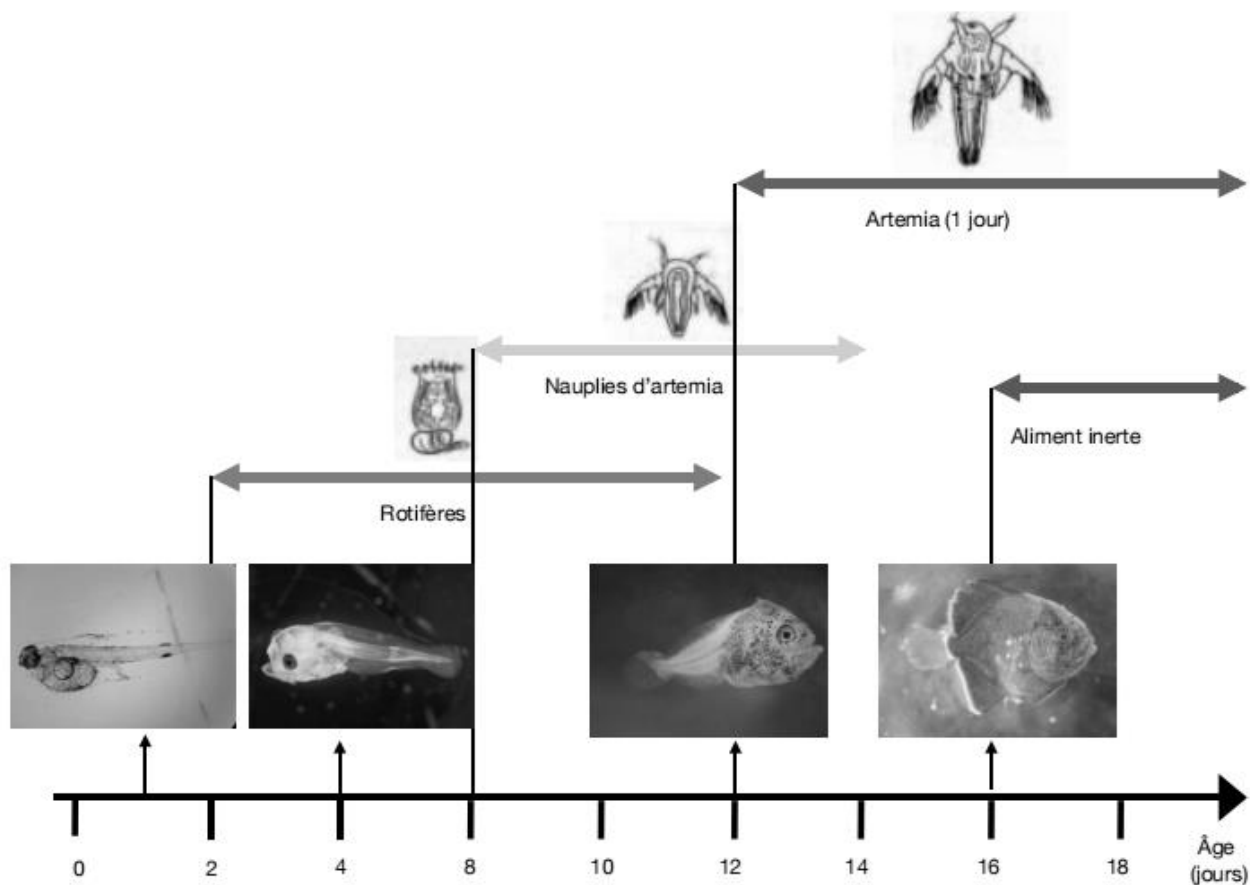 Artemia (1 jour)
Nauplies d'artemia
Aliment inerte
Rotifères
0 2 4 8 10 12 14 16 18
Âge
(jours)